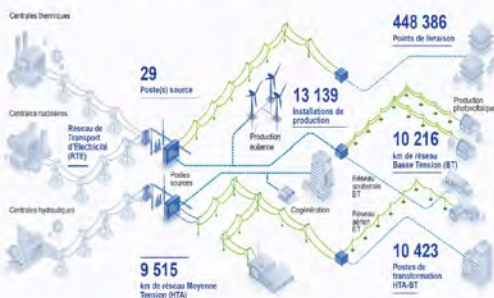 Centrales thermiques
448 386
Points de livraison
29
Poste(s) source
13 139
Installations de
production
Centrales nucléaires
Réseau de
Transport
d'Électricité
(RTE)
Production
éolienne
Production
photovoltaïque
10 216
km de réseau
Basse Tension (BT)
Postes
sources
Réseau
souterrain
BT
Centrales hydrauliques
Cogénération
Réseau
aérien
BT
9 515
km de réseau Moyenne
Tension (HTA)
10 423
Postes de
transformation
HTA-BT